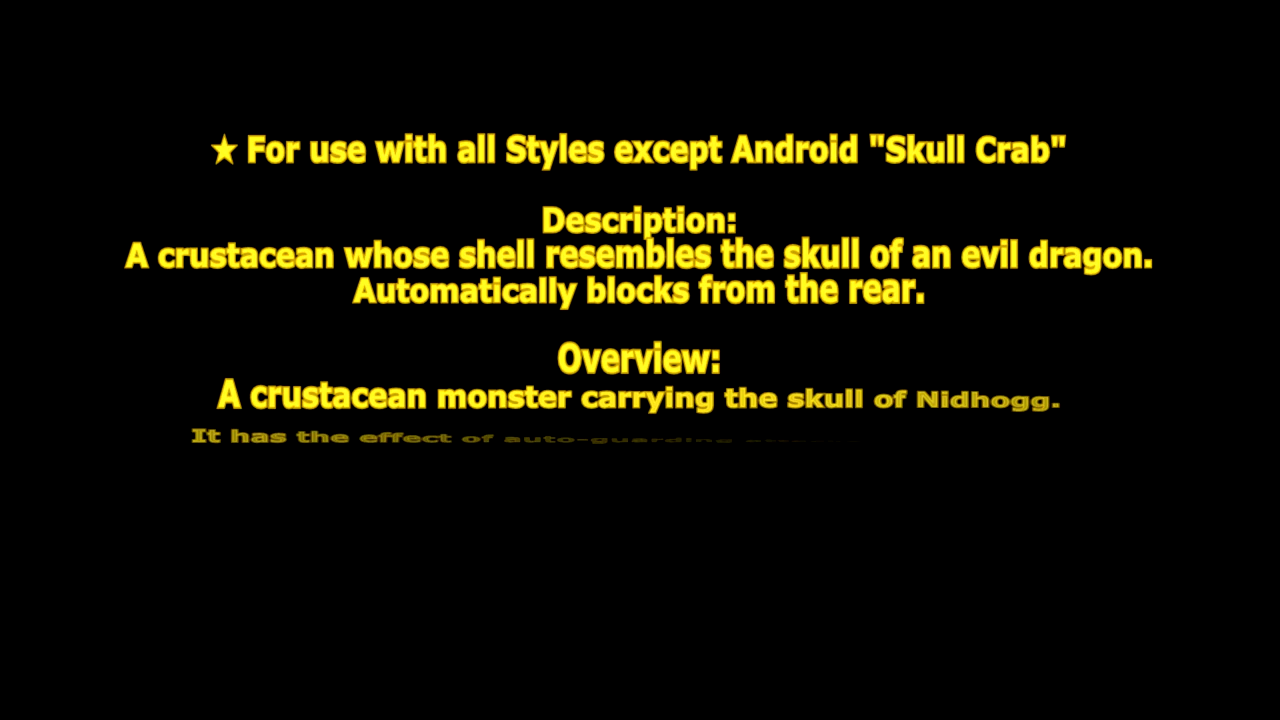 ★ For use with all Styles except Android "Skull Crab"
Description:
A crustacean whose shell resembles the skull of an evil dragon.
Automatically blocks from the rear.
Overview:
A crustacean monster carrying the skull of Nidhogg.
It has the effect of auto-guarding